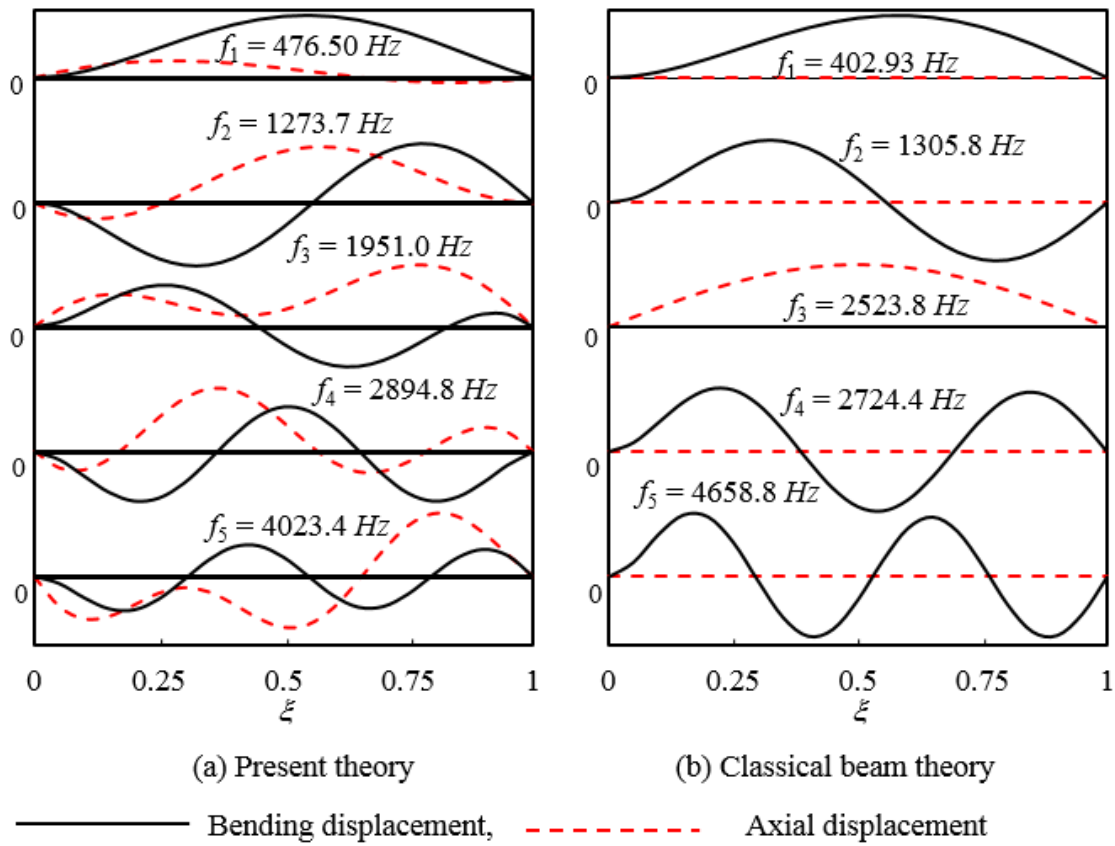 f1 = 476.50 Hz
0
f2 = 1273.7 Hz
0
f3 = 1951.0 Hz
0
f4 = 2894.8 Hz
0
f5 = 4023.4 Hz
0
0 0.25 0.5 0.75 1
ξ
(a) Present theory
f1 = 402.93 Hz
0
f2 = 1305.8 Hz
0
f3 = 2523.8 Hz
0
f4 = 2724.4 Hz
0
f5 = 4658.8 Hz
0
0 0.25 0.5 0.75 1
ξ
(b) Classical beam theory
Bending displacement, Axial displacement